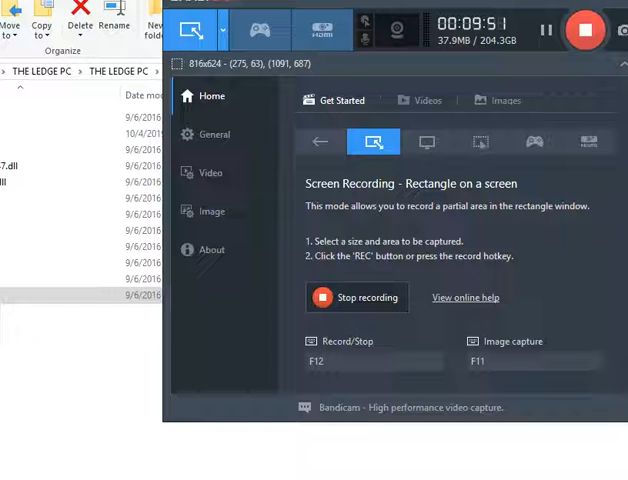 Move to
Copy to
Delete
Rename
New folder
Organize
THE LEDGE PC > THE LEDGE PC
Date mo
9/6/2016
10/4/201
9/6/2016
7.dll
9/6/2016
9/6/2016
9/6/2016
9/6/2016
9/6/2016
9/6/2016
9/6/2016
9/6/2016
9/6/2016
HDMI
00:09:51
37.9MB / 204.3GB
816x624 - (275, 63), (1091, 687)
Home
General
Video
Image
About
Get Started
Videos
Images
HDMI
Screen Recording - Rectangle on a screen
This mode allows you to record a partial area in the rectangle window.
1. Select a size and area to be captured.
2. Click the 'REC' button or press the record hotkey.
Stop recording
View online help
Record/Stop
Image capture
F12
F11
Bandicam - High performance video capture.